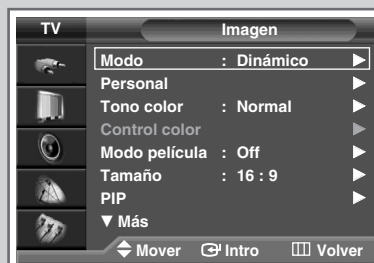 TV Imagen
Modo : Dinámico
Personal
Tono color : Normal
Control color
Modo película : Off
Tamaño : 16 : 9
PIP
▼ Más
Mover Intro Volver